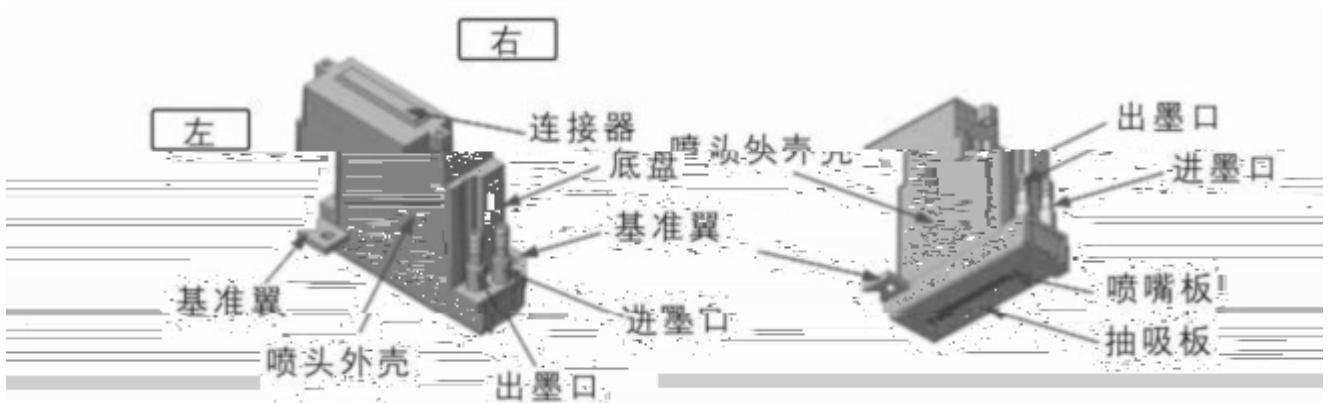 右
左
连接器
出墨口
底盘
喷头外壳
进墨口
基准翼
基准翼
喷嘴板
进墨口
抽吸板
喷头外壳
出墨口